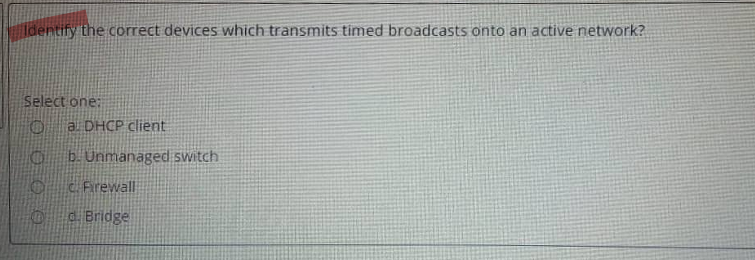 Identify the correct devices which transmits timed broadcasts onto an active network?
Select one:
a. DHCP client
b. Unmanaged switch
c. Firewall
d. Bridge